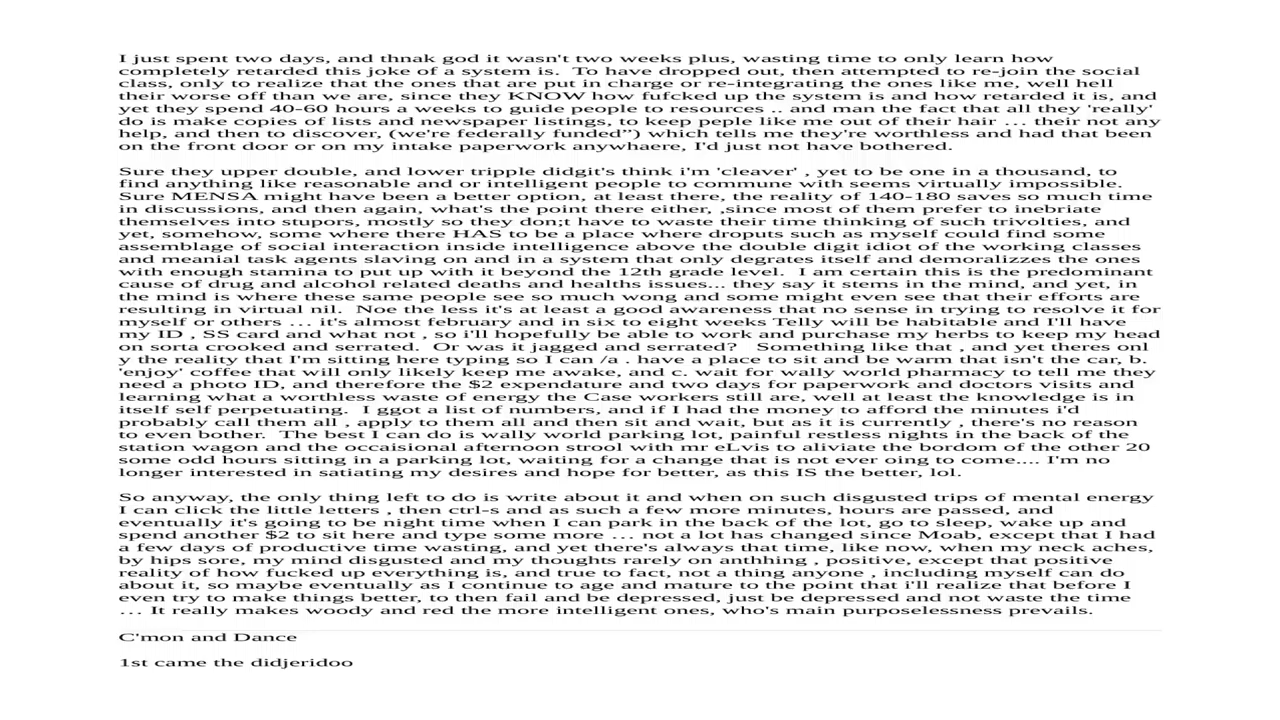 I just spent two days, and thnak god it wasn't two weeks plus, wasting time to only learn how
completely retarded this joke of a system is.  To have dropped out, then attempted to re-join the social
class, only to realize that the ones that are put in charge or re-integrating the ones like me, well hell
their worse off than we are, since they KNOW how fufcked up the system is and how retarded it is, and
yet they spend 40-60 hours a weeks to guide people to resources .. and man the fact that all they 'really'
do is make copies of lists and newspaper listings, to keep peple like me out of their hair ... their not any
help, and then to discover, (we're federally funded”) which tells me they're worthless and had that been
on the front door or on my intake paperwork anywhaere, I'd just not have bothered.
Sure they upper double, and lower tripple didgit's think i'm 'cleaver' , yet to be one in a thousand, to
find anything like reasonable and or intelligent people to commune with seems virtually impossible.
Sure MENSA might have been a better option, at least there, the reality of 140-180 saves so much time
in discussions, and then again, what's the point there either, ,since most of them prefer to inebriate
themselves into stupors, mostly so they don;t have to waste their time thinking of such trivolties, and
yet, somehow, some where there HAS to be a place where droputs such as myself could find some
assemblage of social interaction inside intelligence above the double digit idiot of the working classes
and meanial task agents slaving on and in a system that only degrates itself and demoralizzes the ones
with enough stamina to put up with it beyond the 12th grade level.  I am certain this is the predominant
cause of drug and alcohol related deaths and healths issues... they say it stems in the mind, and yet, in
the mind is where these same people see so much wong and some might even see that their efforts are
resulting in virtual nil.  Noe the less it's at least a good awareness that no sense in trying to resolve it for
myself or others ... it's almost february and in six to eight weeks Telly will be habitable and I'll have
my ID , SS card and what not , so i'll hopefully be able to work and purchase my herbs to keep my head
on sorta crooked and serrated.  Or was it jagged and serrated?   Something like that , and yet theres onl
y the reality that I'm sitting here typing so I can /a . have a place to sit and be warm that isn't the car, b.
'enjoy' coffee that will only likely keep me awake, and c. wait for wally world pharmacy to tell me they
need a photo ID, and therefore the $2 expendature and two days for paperwork and doctors visits and
learning what a worthless waste of energy the Case workers still are, well at least the knowledge is in
itself self perpetuating.  I ggot a list of numbers, and if I had the money to afford the minutes i'd
probably call them all , apply to them all and then sit and wait, but as it is currently , there's no reason
to even bother.  The best I can do is wally world parking lot, painful restless nights in the back of the
station wagon and the occaisional afternoon strool with mr eLvis to aliviate the bordom of the other 20
some odd hours sitting in a parking lot, waiting for a change that is not ever oing to come.... I'm no
longer interested in satiating my desires and hope for better, as this IS the better, lol.
So anyway, the only thing left to do is write about it and when on such disgusted trips of mental energy
I can click the little letters , then ctrl-s and as such a few more minutes, hours are passed, and
eventually it's going to be night time when I can park in the back of the lot, go to sleep, wake up and
spend another $2 to sit here and type some more ... not a lot has changed since Moab, except that I had
a few days of productive time wasting, and yet there's always that time, like now, when my neck aches,
by hips sore, my mind disgusted and my thoughts rarely on anthhing , positive, except that positive
reality of how fucked up everything is, and true to fact, not a thing anyone , including myself can do
about it, so maybe eventually as I continue to age and mature to the point that i'll realize that before I
even try to make things better, to then fail and be depressed, just be depressed and not waste the time
... It really makes woody and red the more intelligent ones, who's main purposelessness prevails.
C'mon and Dance
1st came the didjeridoo